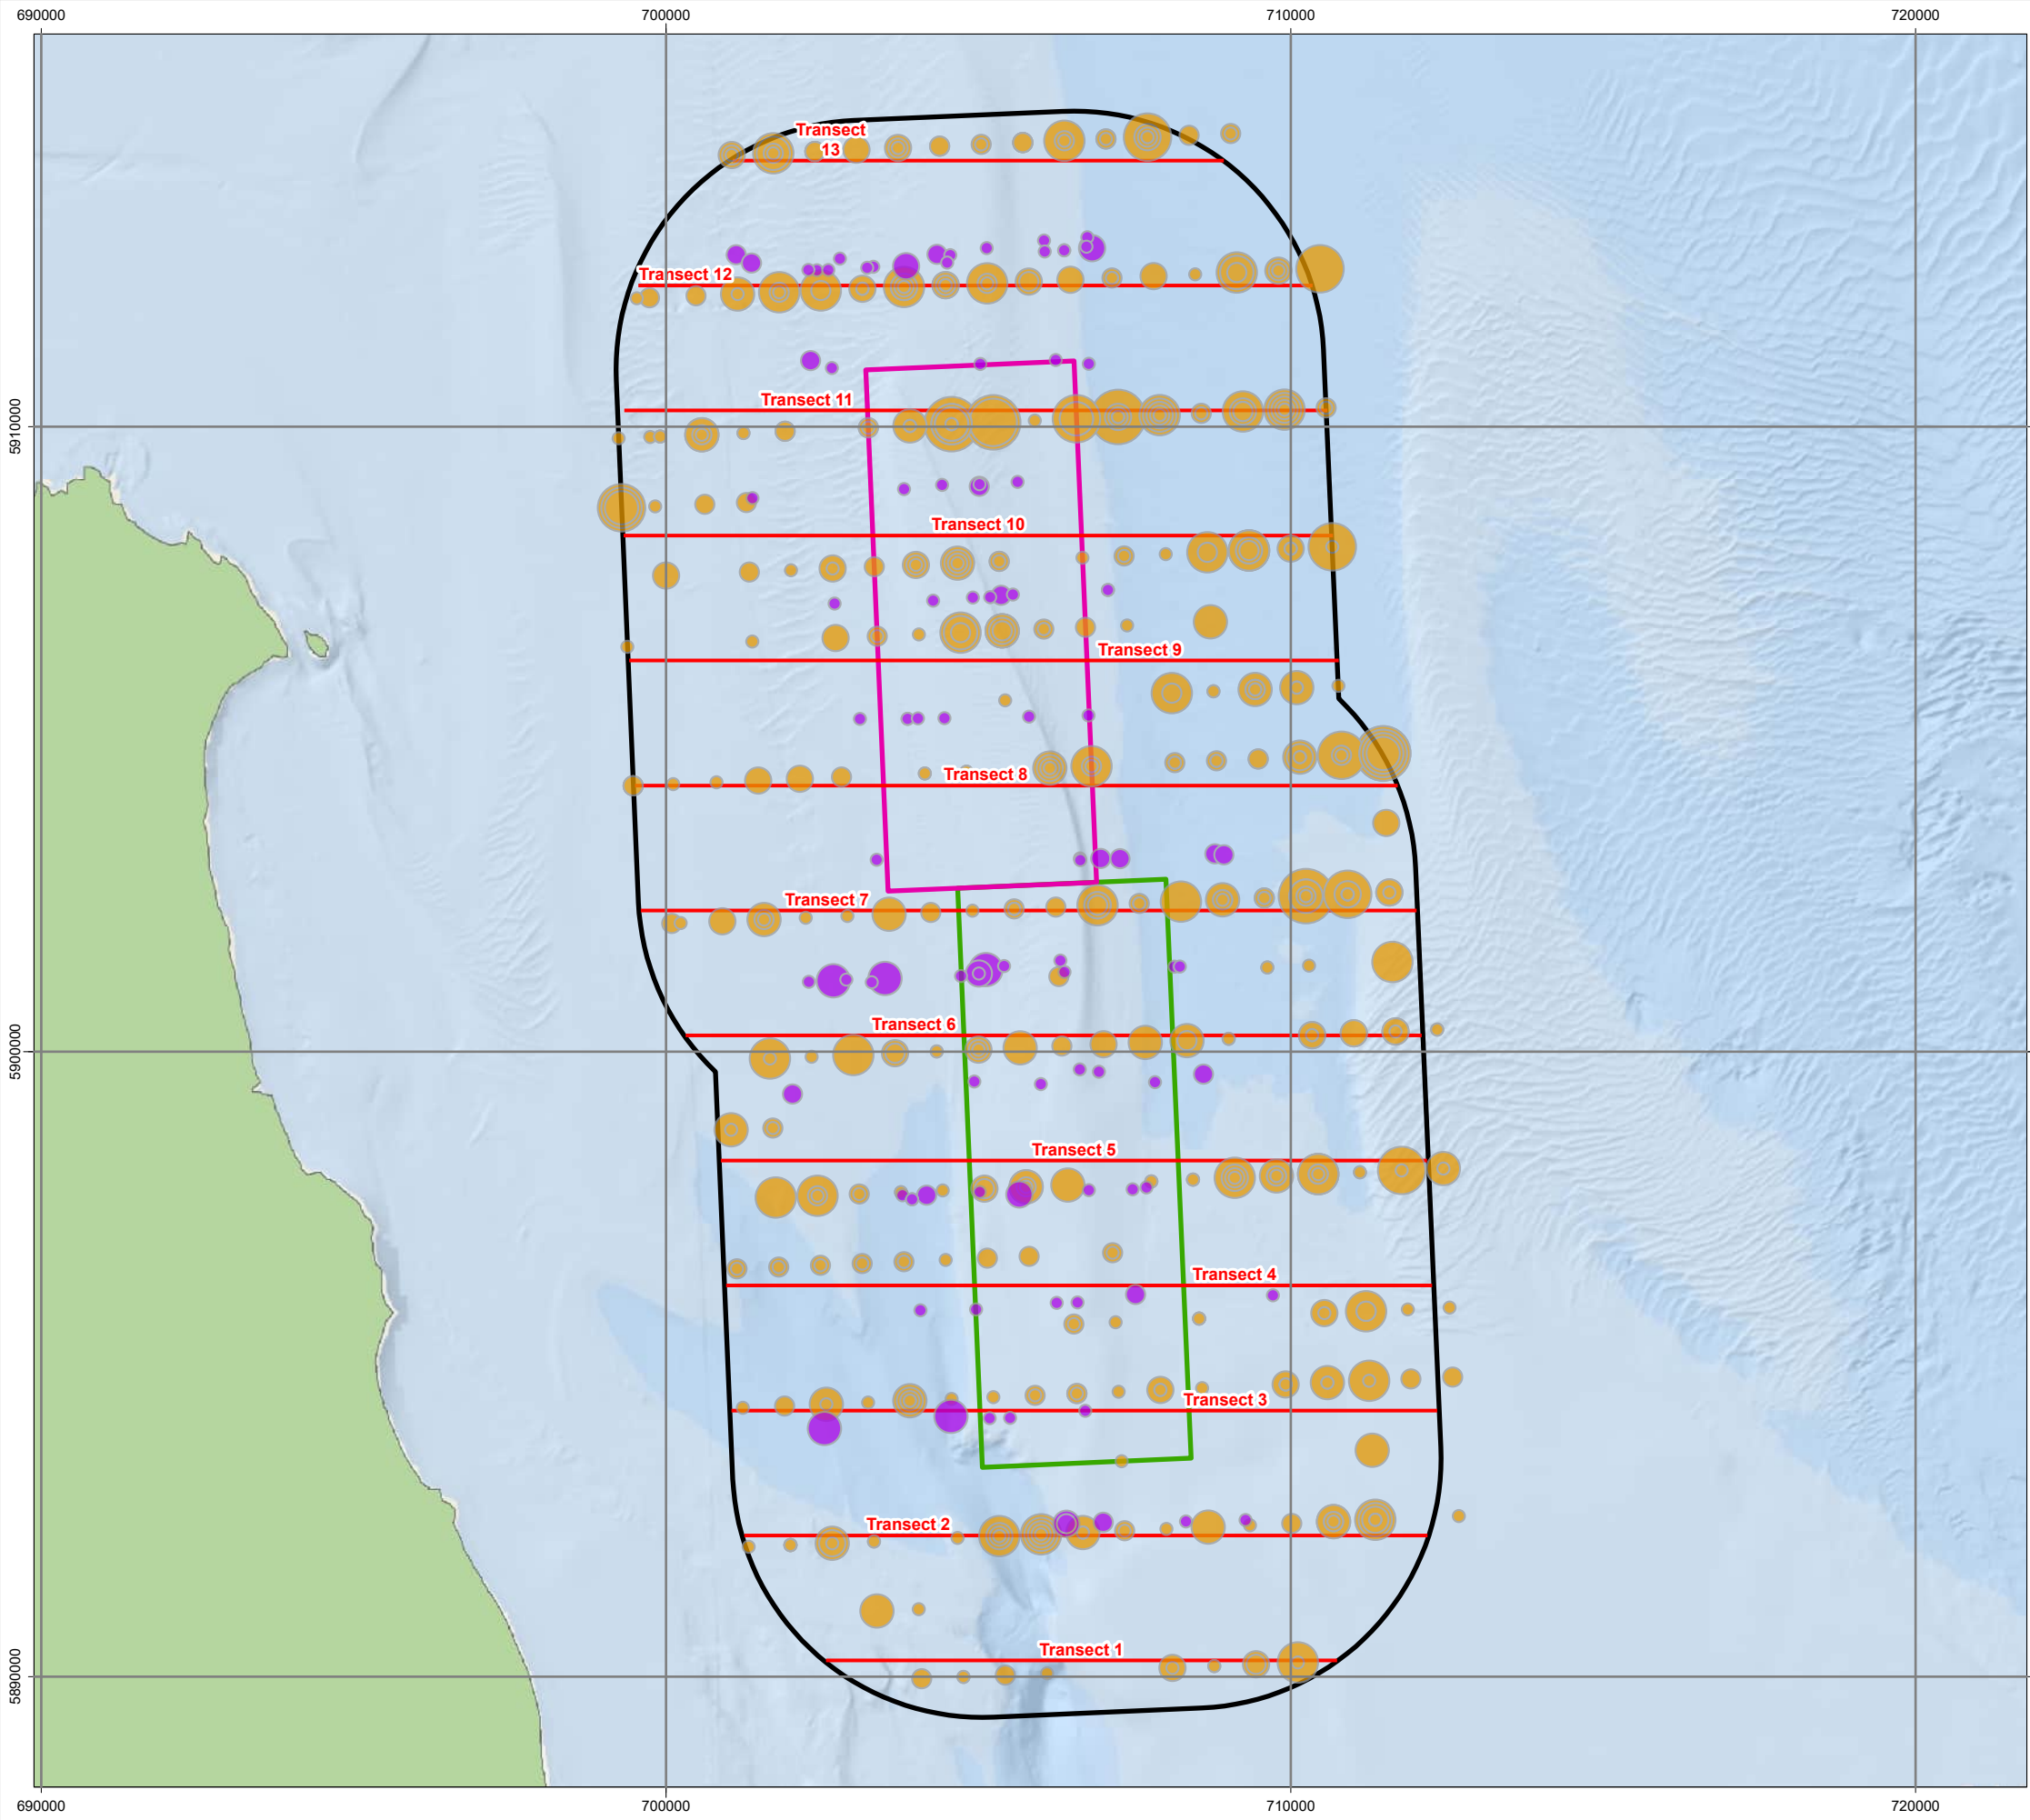 690000
700000
710000
720000
Transect
13
Transect 12
Transect 11
5910000
Transect 10
Transect 9
Transect 8
Transect 7
Transect 6
5900000
Transect 5
Transect 4
Transect 3
Transect 2
Transect 1
5890000
690000
700000
710000
720000